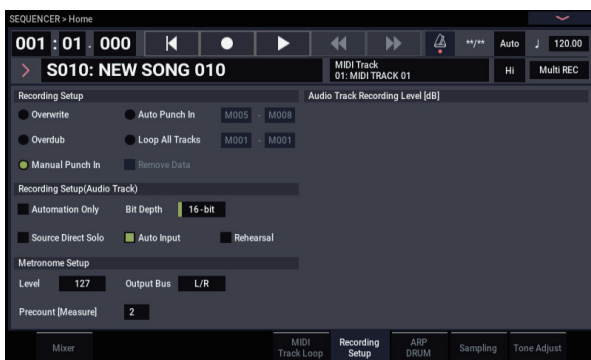 SEQUENCER > Home
001 : 01 . 000 **/** Auto ♩ 120.00
S010: NEW SONG 010 MIDI Track 01: MIDI TRACK 01 Hi Multi REC
Recording Setup
Overwrite Auto Punch In M005 - M008
Overdub Loop All Tracks M001 - M001
Manual Punch In Remove Data
Audio Track Recording Level [dB]
Recording Setup(Audio Track)
Automation Only Bit Depth 16-bit
Source Direct Solo Auto Input Rehearsal
Metronome Setup
Level 127 Output Bus L/R
Precount [Measure] 2
Mixer MIDI Track Loop Recording Setup ARP DRUM Sampling Tone Adjust